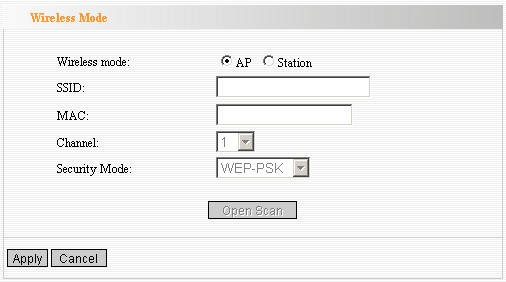 Wireless Mode
Wireless mode: AP Station
SSID:
MAC:
Channel: 1
Security Mode: WEP-PSK
Open Scan
Apply Cancel